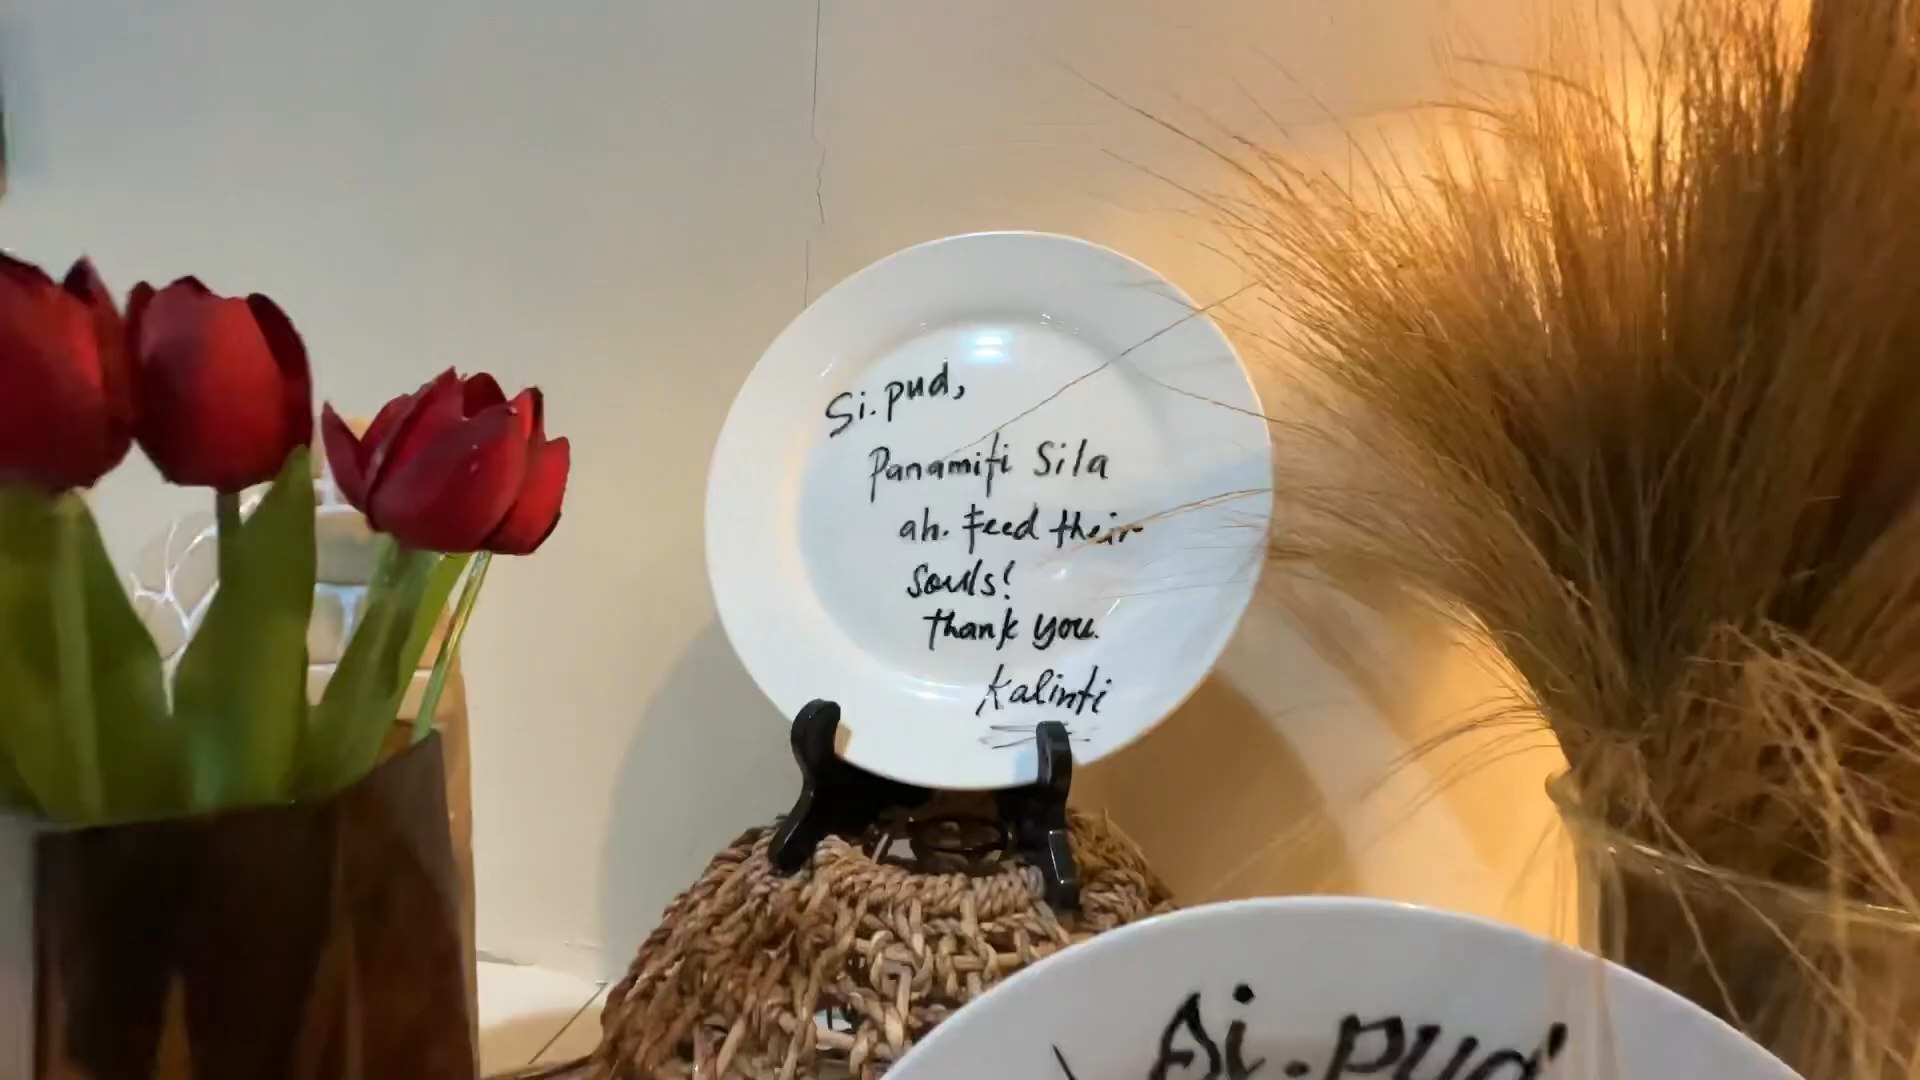 Si.pud,
Panamiti Sila
ah. Feed their
souls!
Thank you.
Kalinti
Si.pud